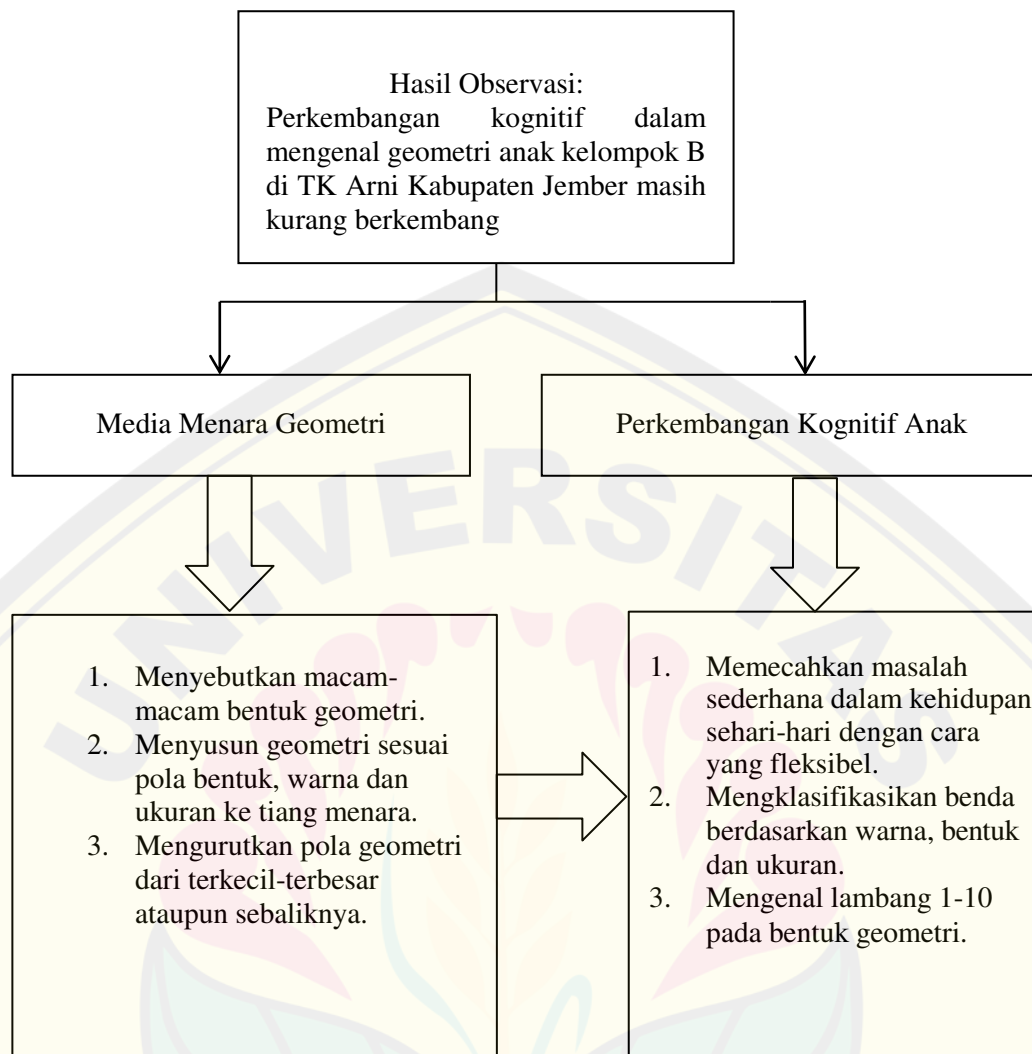 Hasil Observasi:
Perkembangan kognitif dalam
mengenal geometri anak kelompok B
di TK Arni Kabupaten Jember masih
kurang berkembang
Media Menara Geometri
Perkembangan Kognitif Anak
UNIVERSITAS
1. Menyebutkan macam-
macam bentuk geometri.
2. Menyusun geometri sesuai
pola bentuk, warna dan
ukuran ke tiang menara.
3. Mengurutkan pola geometri
dari terkecil-terbesar
ataupun sebaliknya.
1. Memecahkan masalah
sederhana dalam kehidupan
sehari-hari dengan cara
yang fleksibel.
2. Mengklasifikasikan benda
berdasarkan warna, bentuk
dan ukuran.
3. Mengenal lambang 1-10
pada bentuk geometri.